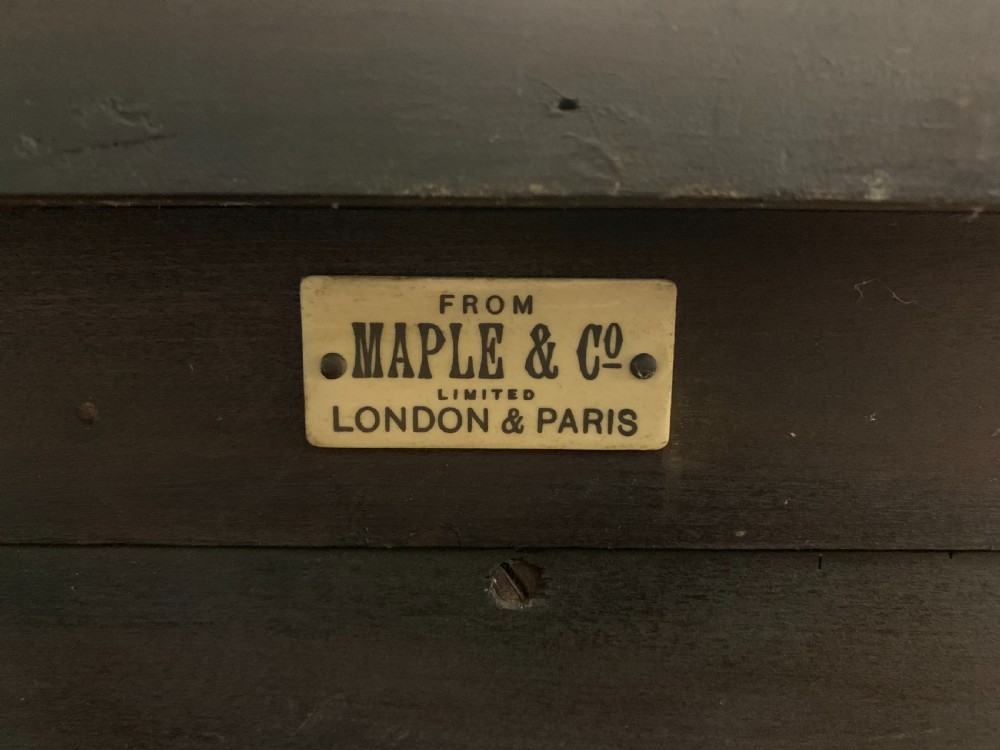 FROM
MAPLE & Cº
LIMITED
LONDON & PARIS